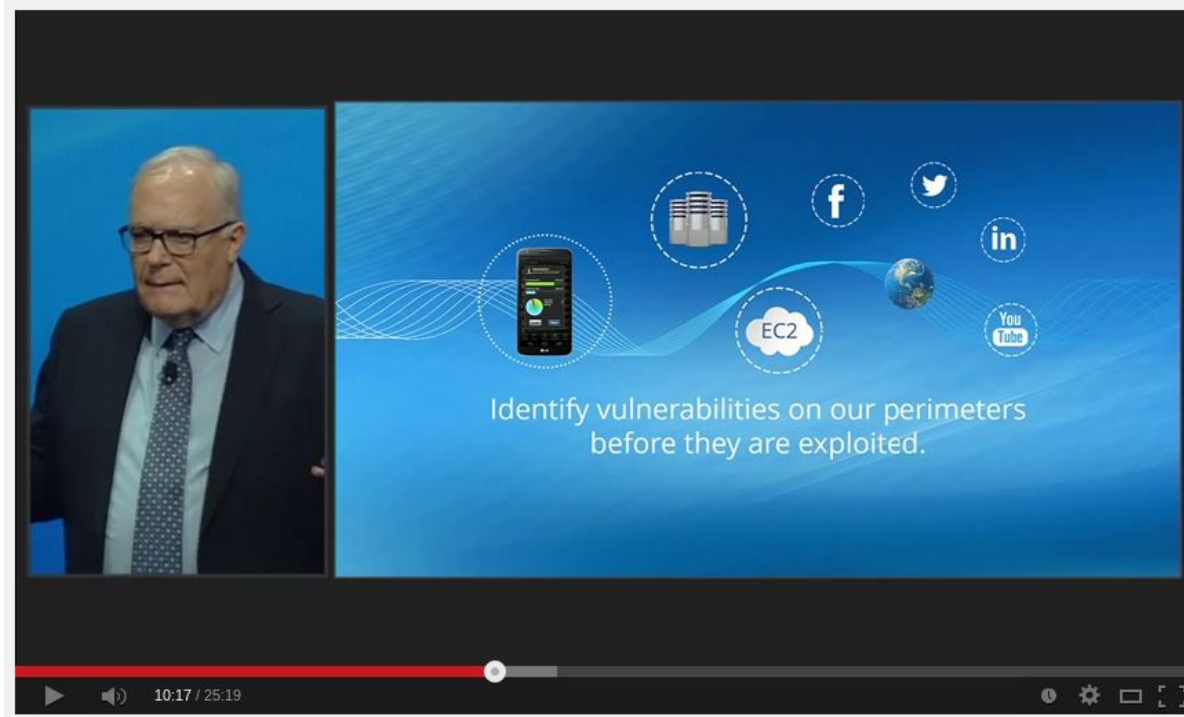 f
in
EC2
You
Tube
Identify vulnerabilities on our perimeters
before they are exploited.
10:17 / 25:19